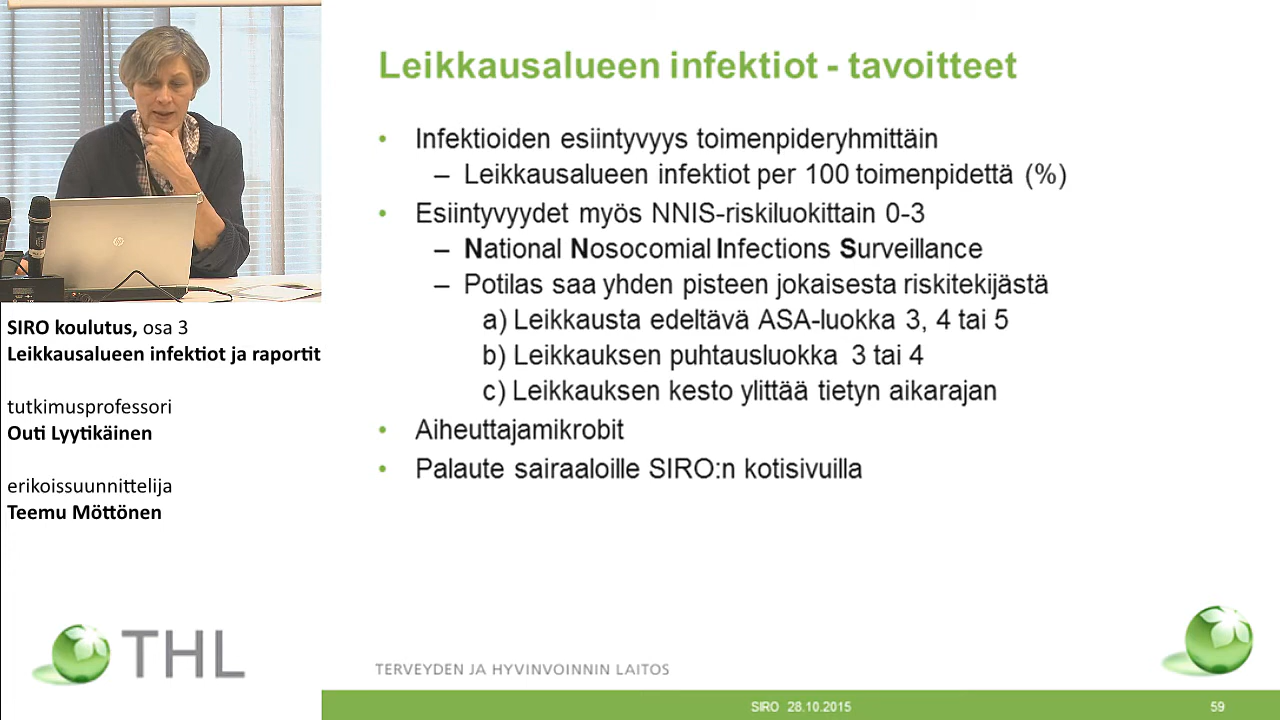 Leikkausalueen infektiot - tavoitteet
• Infektioiden esiintyvyys toimenpideryhmittäin
– Leikkausalueen infektiot per 100 toimenpidettä (%)
• Esiintyvyydet myös NNIS-riskiluokittain 0-3
– National Nosocomial Infections Surveillance
– Potilas saa yhden pisteen jokaisesta riskitekijästä
a) Leikkausta edeltävä ASA-luokka 3, 4 tai 5
b) Leikkauksen puhtausluokka 3 tai 4
c) Leikkauksen kesto ylittää tietyn aikarajan
• Aiheuttajamikrobit
• Palaute sairaaloille SIRO:n kotisivuilla
SIRO koulutus, osa 3
Leikkausalueen infektiot ja raportit
tutkimusprofessori
Outi Lyytikäinen
erikoissuunnittelija
Teemu Möttönen
THL
TERVEYDEN JA HYVINVOINNIN LAITOS
SIRO 28.10.2015
59
hp